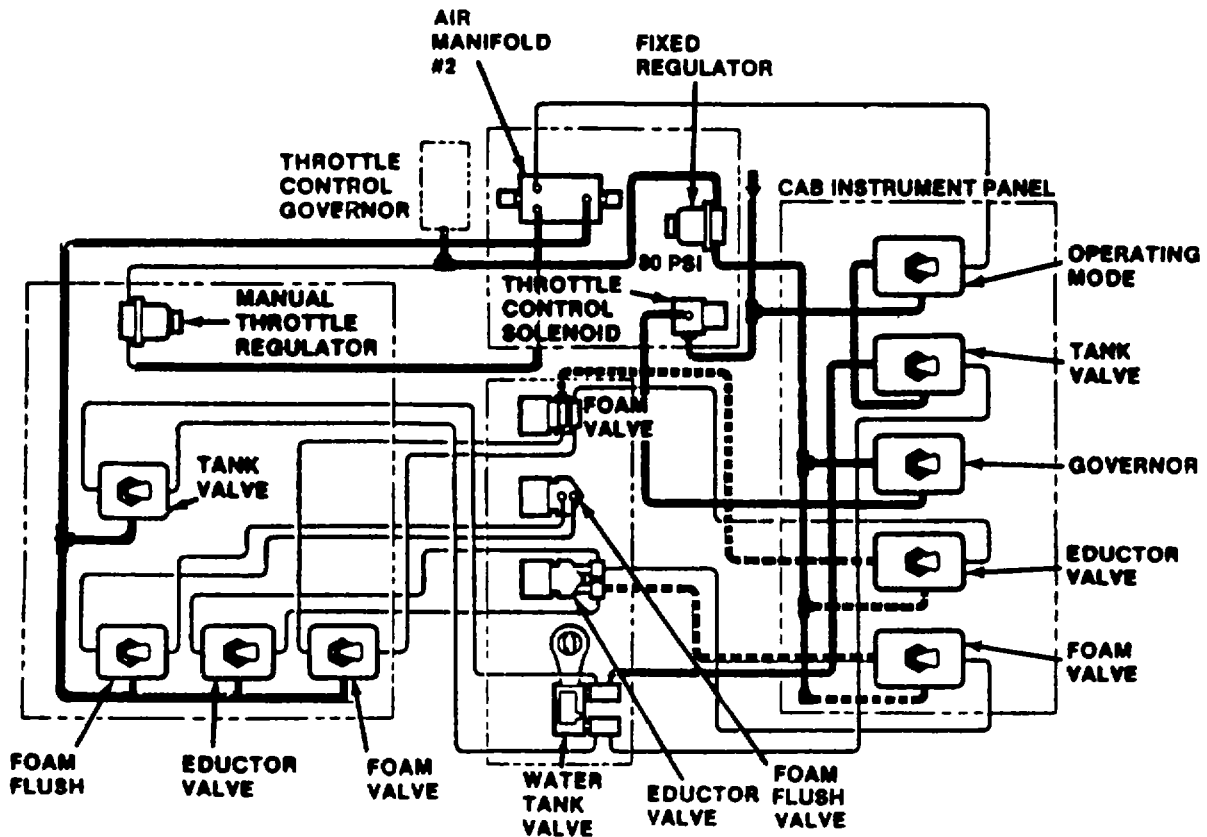 AIR
MANIFOLD
#2
FIXED
REGULATOR
THROTTLE
CONTROL
GOVERNOR
CAB INSTRUMENT PANEL
80 PSI
OPERATING
MODE
MANUAL
THROTTLE
REGULATOR
THROTTLE
CONTROL
SOLENOID
TANK
VALVE
FOAM
VALVE
TANK
VALVE
GOVERNOR
EDUCTOR
VALVE
FOAM
VALVE
FOAM
FLUSH
EDUCTOR
VALVE
FOAM
VALVE
WATER
TANK
VALVE
EDUCTOR
VALVE
FOAM
FLUSH
VALVE